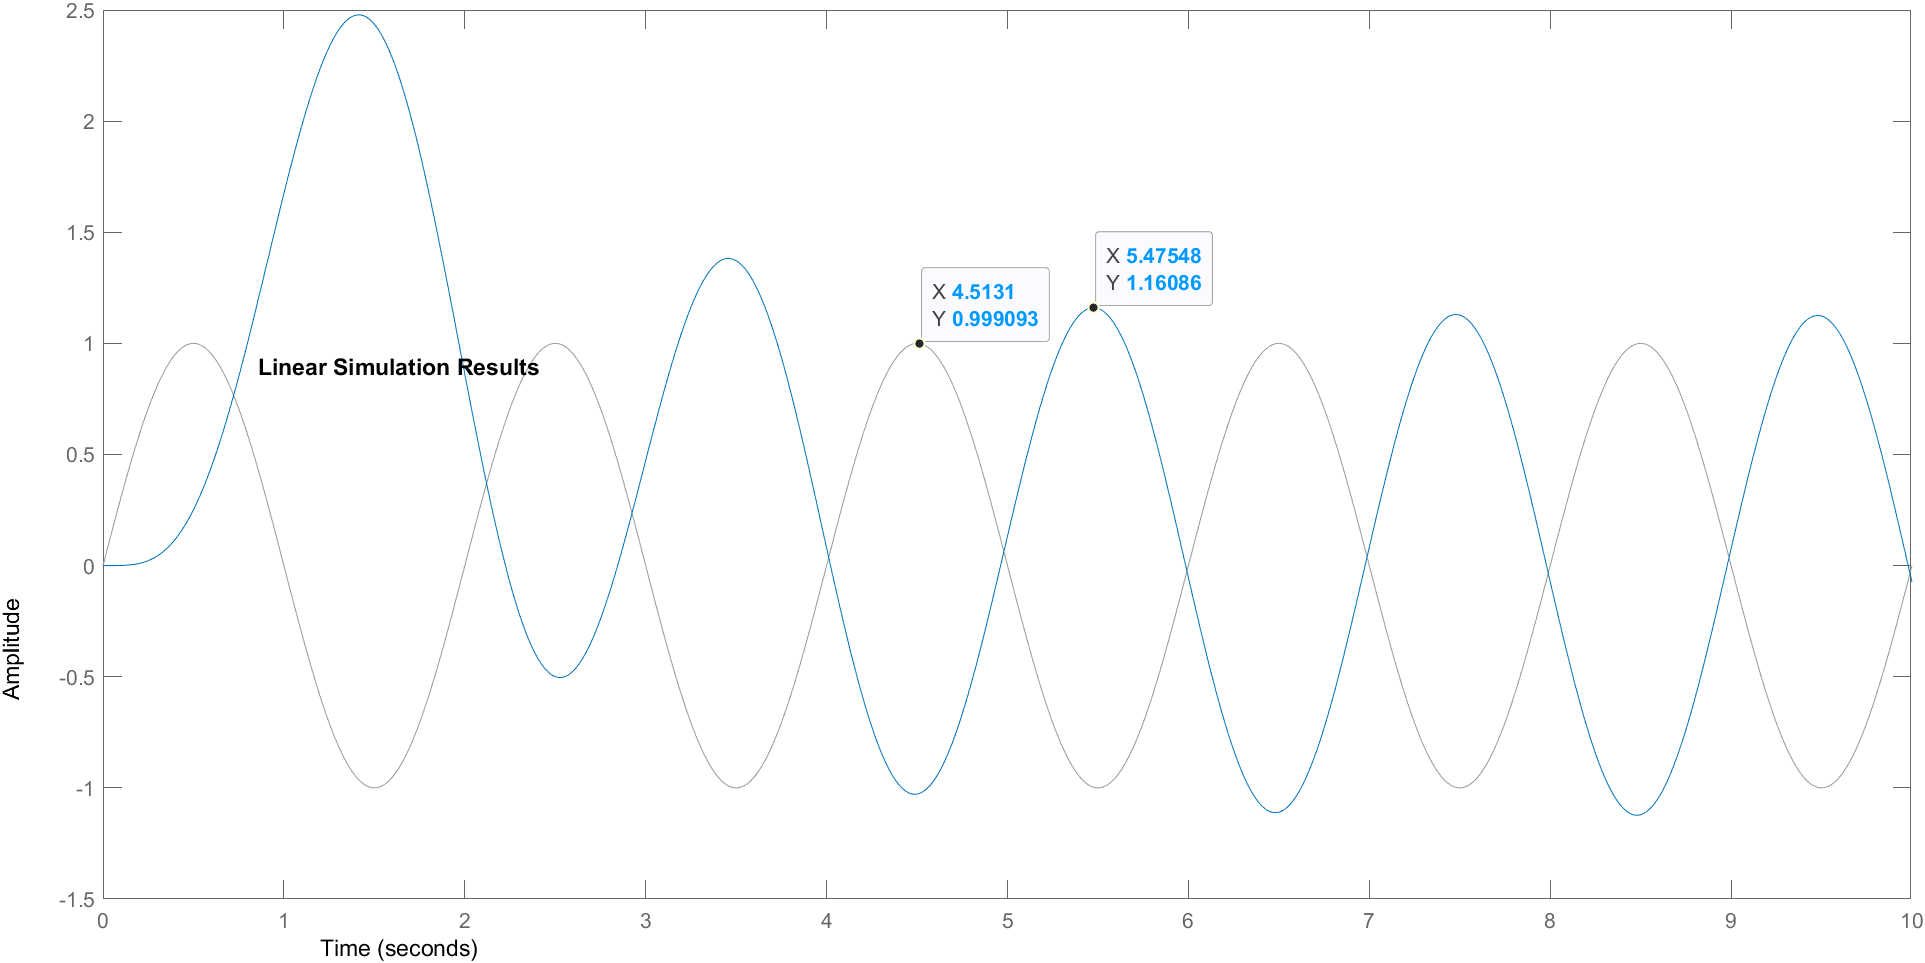 2.5
2
1.5
1
0.5
0
-0.5
-1
-1.5
Amplitude
Linear Simulation Results
X 4.5131
Y 0.999093
X 5.47548
Y 1.16086
0 1 2 3 4 5 6 7 8 9 10
Time (seconds)